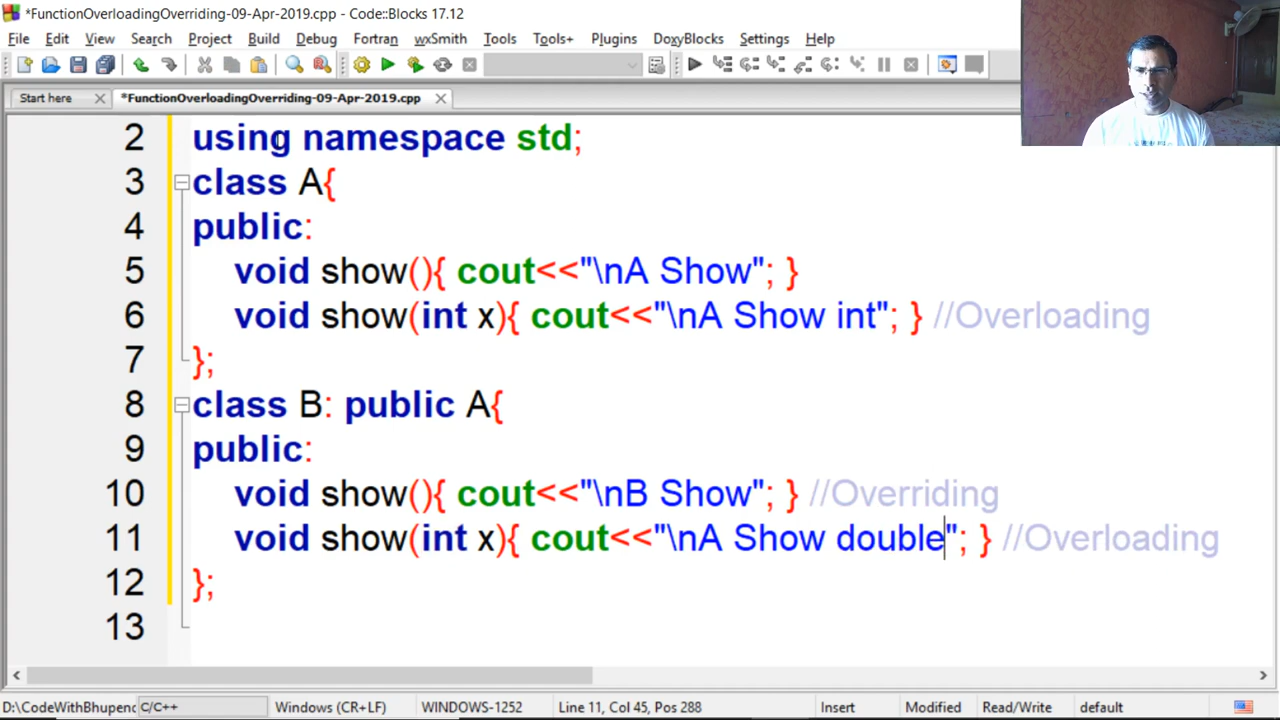 *FunctionOverloadingOverriding-09-Apr-2019.cpp - Code::Blocks 17.12
File Edit View Search Project Build Debug Fortran wxSmith Tools Tools+ Plugins DoxyBlocks Settings Help
Start here *FunctionOverloadingOverriding-09-Apr-2019.cpp
2 using namespace std;
3 class A{
4 public:
5 void show(){ cout<<"\nA Show"; }
6 void show(int x){ cout<<"\nA Show int"; } //Overloading
7 };
8 class B: public A{
9 public:
10 void show(){ cout<<"\nB Show"; } //Overriding
11 void show(int x){ cout<<"\nA Show double"; } //Overloading
12 };
13
D:\CodeWithBhupend C/C++ Windows (CR+LF) WINDOWS-1252 Line 11, Col 45, Pos 288 Insert Modified Read/Write default